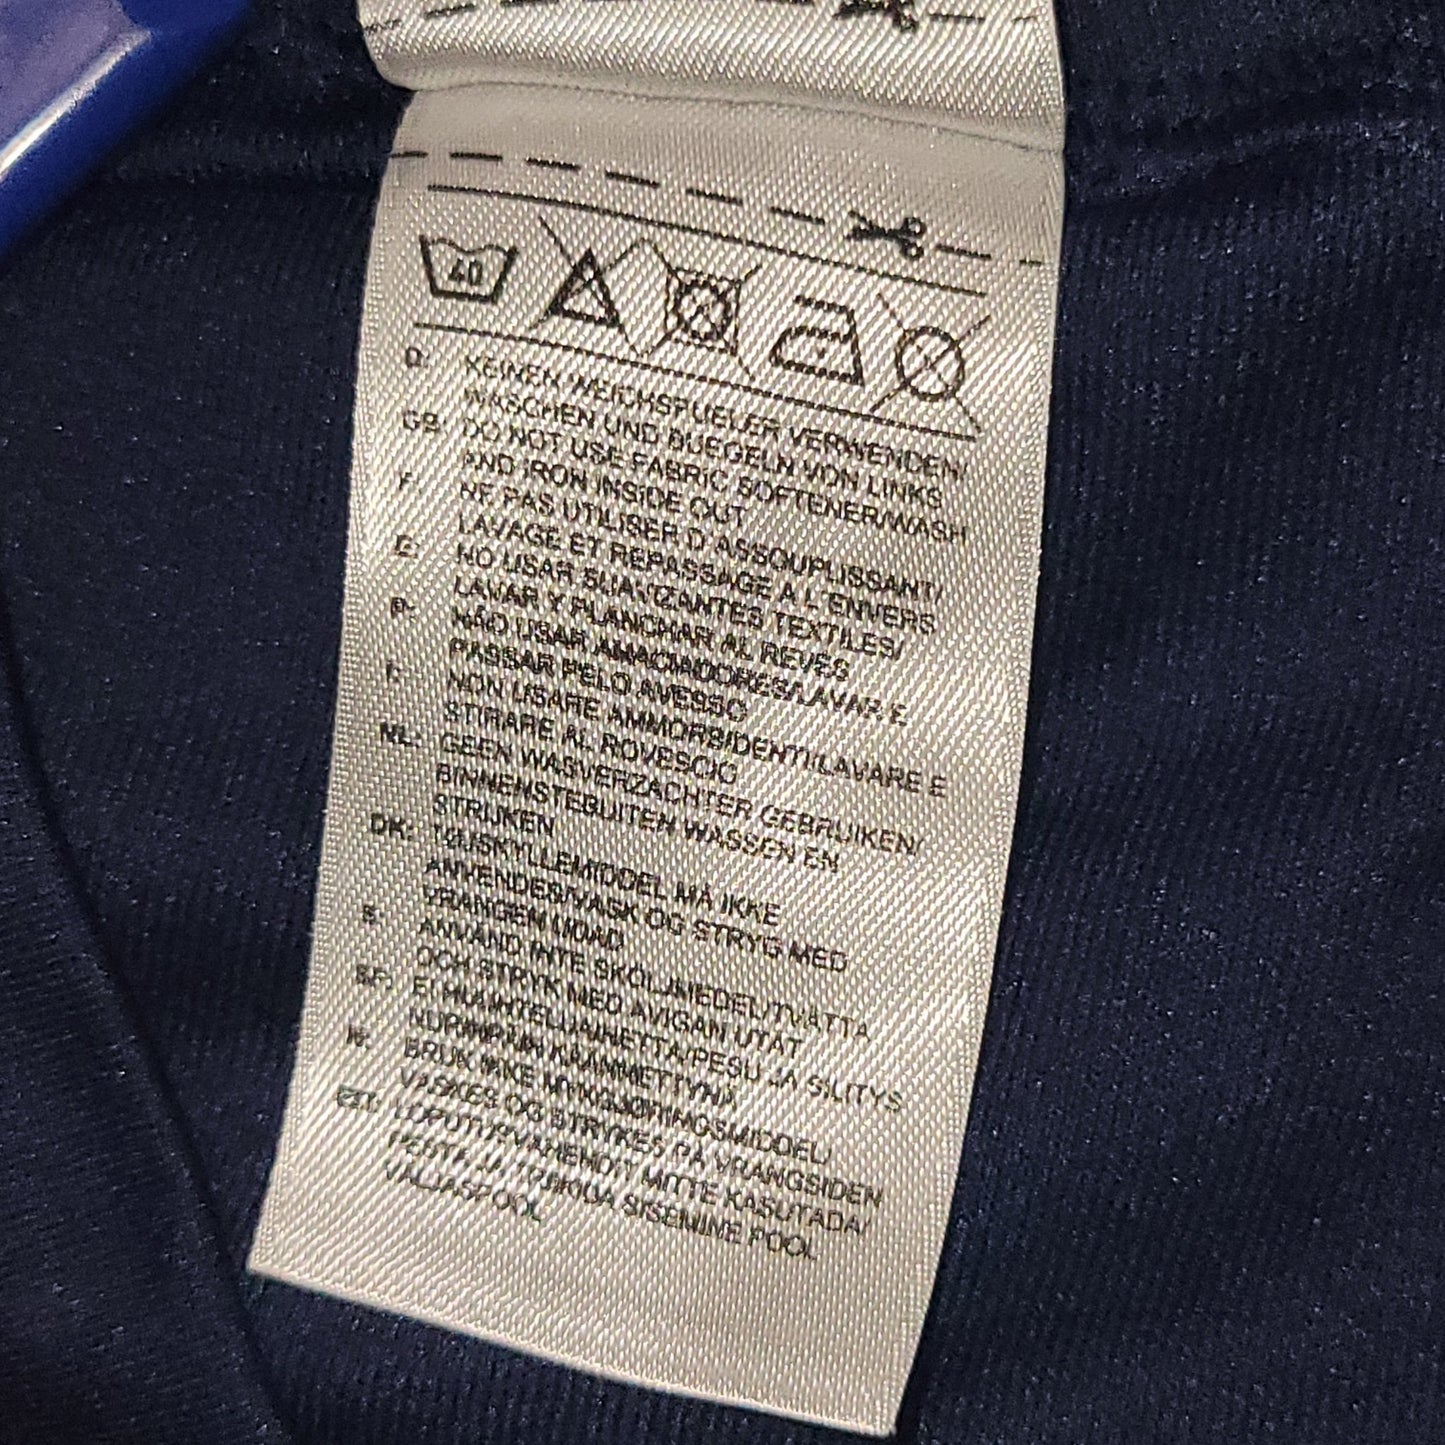 40
D: KEINEN WEICHSPUELER VERWENDEN/
WASCHEN UND BUEGELN VON LINKS
GB: DO NOT USE FABRIC SOFTENER/WASH
AND IRON INSIDE OUT
F: NE PAS UTILISER D'ASSOUPLISSANT/
LAVAGE ET REPASSAGE A L'ENVERS
E: NO USAR SUAVIZANTES TEXTILES/
LAVAR Y PLANCHAR AL REVÉS
P: NÃO USAR AMACIADORES/LAVAR E
PASSAR PELO AVESSO
I: NON USARE AMMORBIDENTI/LAVARE E
STIRARE AL ROVESCIO
NL: GEEN WASVERZACHTER GEBRUIKEN/
BINNENSTEBUITEN WASSEN EN
STRIJKEN
DK: TØJSKYLLEMIDDEL MÅ IKKE
ANVENDES/VASK OG STRYG MED
VRANGEN UDAD
S: ANVÄND INTE SKÖLJMEDEL/TVÄTTA
OCH STRYK MED AVIGAN UTÅT
SF: EI HUUHTELUAINETTA/PESU JA SILITYS
NURINPÄIN KÄÄNNETTYNÄ
N: BRUK IKKE MYKGJØRINGSMIDDEL/
VASKES OG STRYKES PÅ VRANGSIDEN
EST: LOPUTUSVAHENDIT MITTE KASUTADA/
PESTA JA TRIIKIDA SISEMINE POOL
VÄLJASPOOL